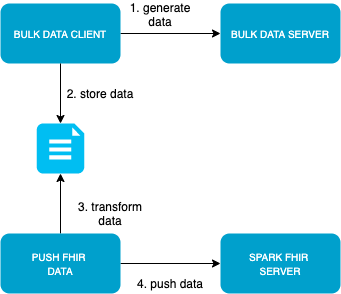 1. generate
data
BULK DATA CLIENT
BULK DATA SERVER
2. store data
3. transform
data
PUSH FHIR
DATA
SPARK FHIR
SERVER
4. push data